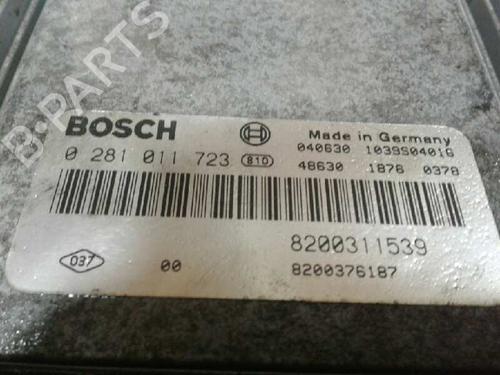 B-PARTS
BOSCH
Made in Germany
0 281 011 723 810
040630 1039S04016
48630 1876 0378
8200311539
037 00
8200376187